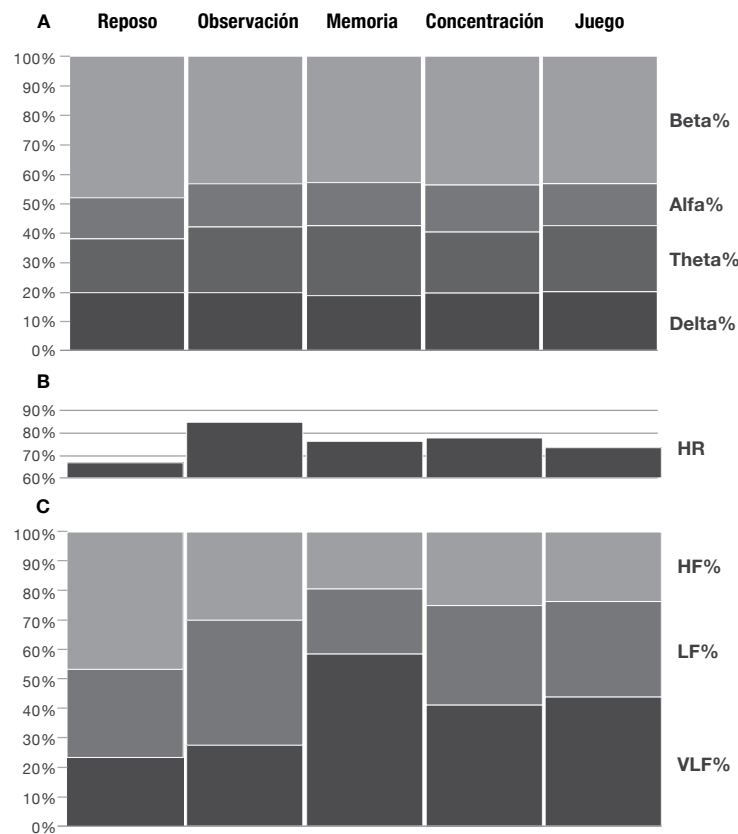 A Reposo Observación Memoria Concentración Juego
100%
90%
80%
70%
60%
50%
40%
30%
20%
10%
0%
Beta%
Alfa%
Theta%
Delta%
B
90%
80%
70%
60%
HR
C
100%
90%
80%
70%
60%
50%
40%
30%
20%
10%
0%
HF%
LF%
VLF%